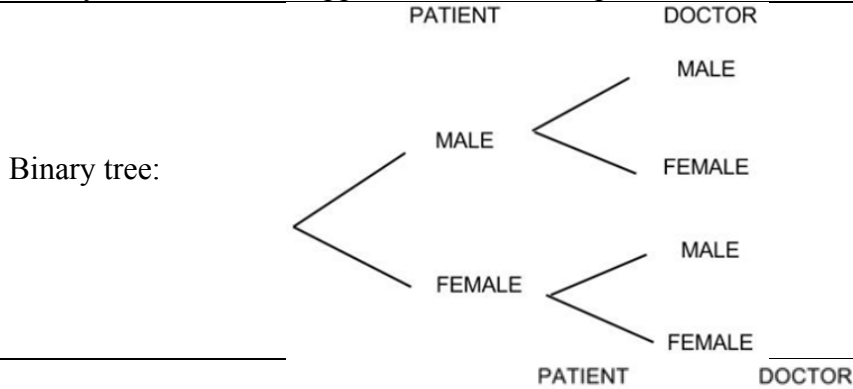 PATIENT DOCTOR
MALE
MALE
Binary tree:
FEMALE
MALE
FEMALE
FEMALE
PATIENT DOCTOR